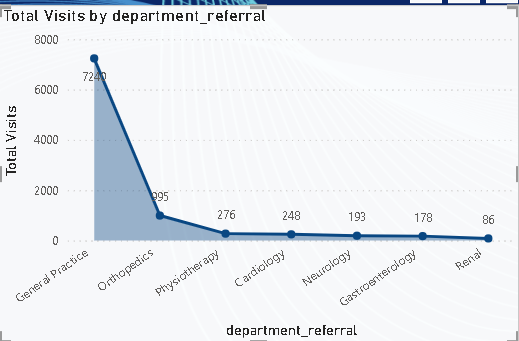 Total Visits by department_referral
8000
6000
4000
2000
0
Total Visits
7240
995
276
248
193
178
86
General Practice
Orthopedics
Physiotherapy
Cardiology
Neurology
Gastroenterology
Renal
department_referral